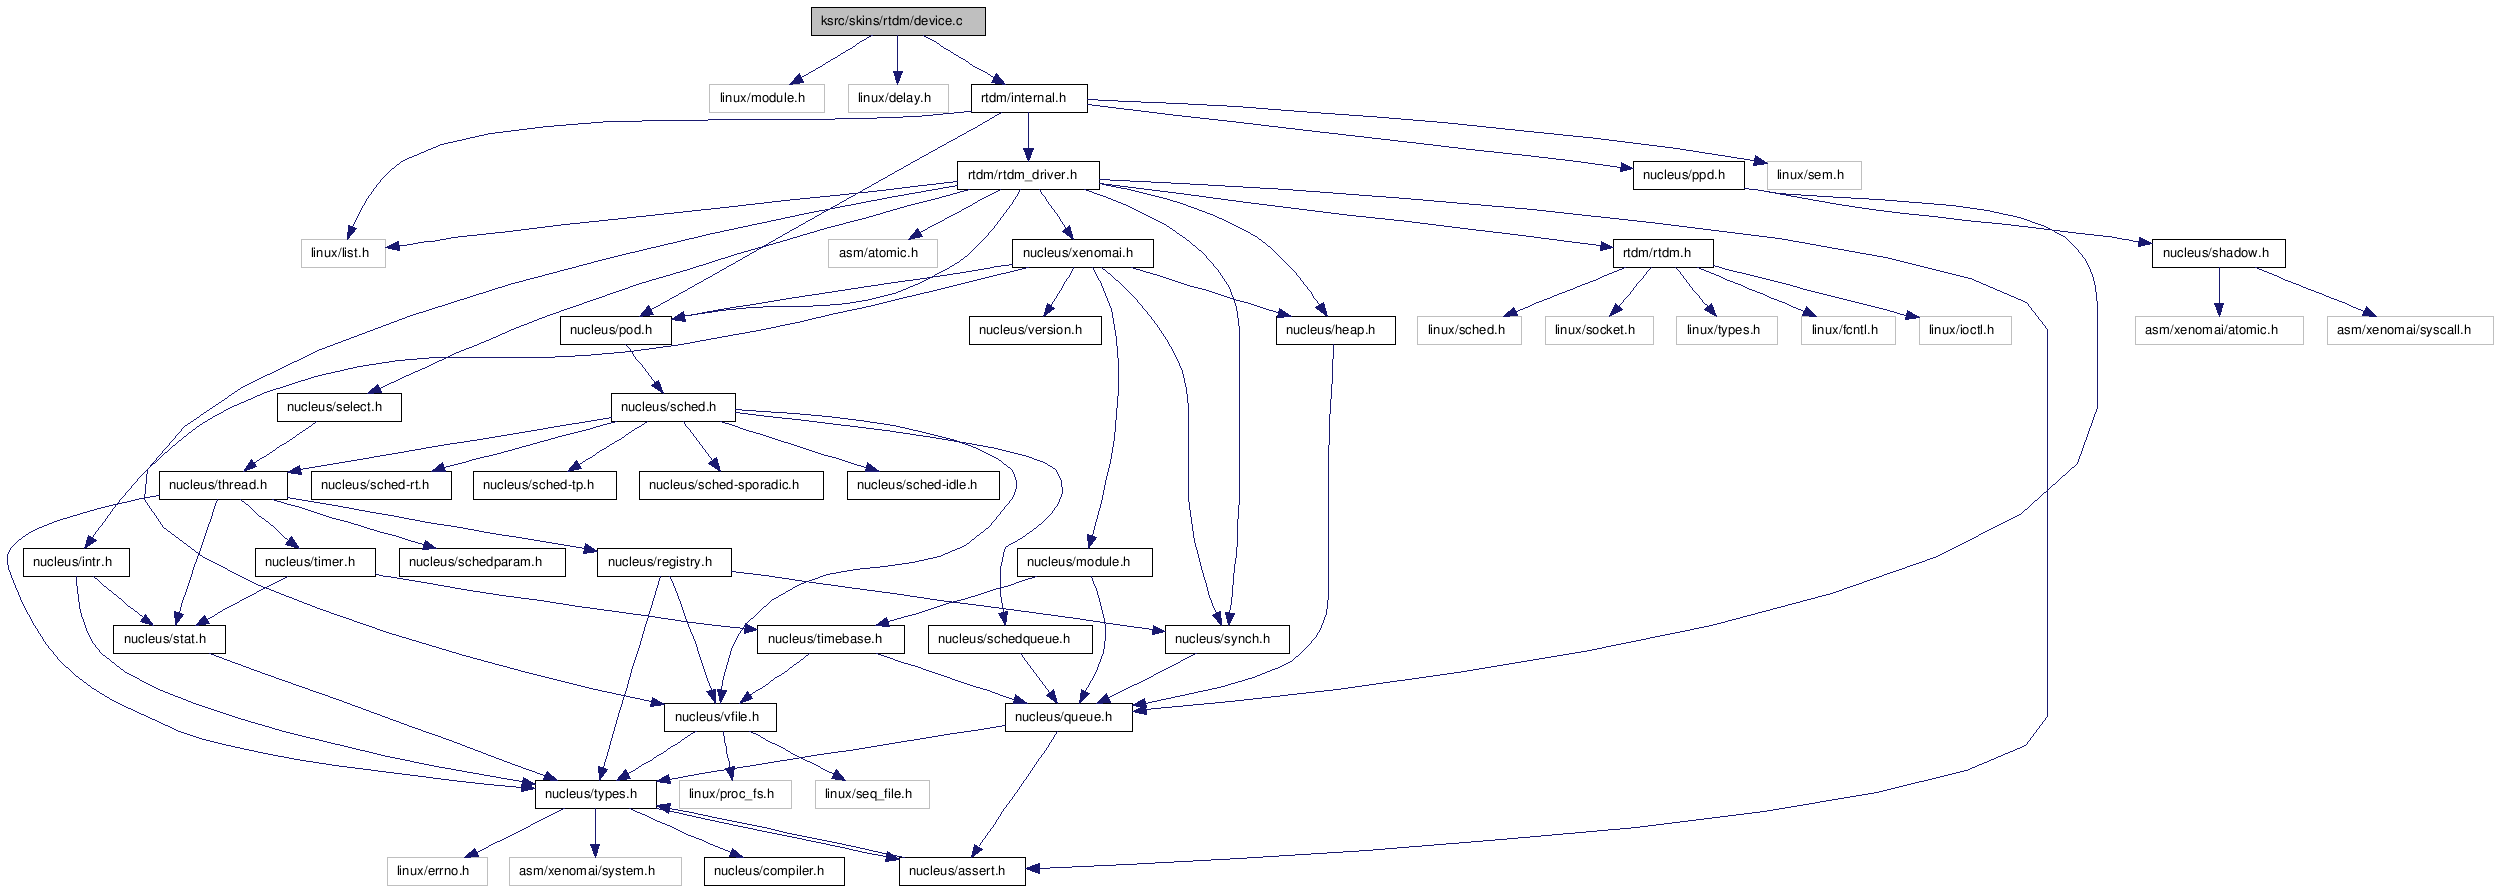 ksrc/skins/rtdm/device.c
linux/module.h
linux/delay.h
rtdm/internal.h
rtdm/rtdm_driver.h
nucleus/ppd.h
linux/sem.h
linux/list.h
asm/atomic.h
nucleus/xenomai.h
rtdm/rtdm.h
nucleus/shadow.h
nucleus/pod.h
nucleus/version.h
nucleus/heap.h
linux/sched.h
linux/socket.h
linux/types.h
linux/fcntl.h
linux/ioctl.h
asm/xenomai/atomic.h
asm/xenomai/syscall.h
nucleus/select.h
nucleus/sched.h
nucleus/thread.h
nucleus/sched-rt.h
nucleus/sched-tp.h
nucleus/sched-sporadic.h
nucleus/sched-idle.h
nucleus/intr.h
nucleus/timer.h
nucleus/schedparam.h
nucleus/registry.h
nucleus/module.h
nucleus/stat.h
nucleus/timebase.h
nucleus/schedqueue.h
nucleus/synch.h
nucleus/vfile.h
nucleus/queue.h
nucleus/types.h
linux/proc_fs.h
linux/seq_file.h
linux/errno.h
asm/xenomai/system.h
nucleus/compiler.h
nucleus/assert.h